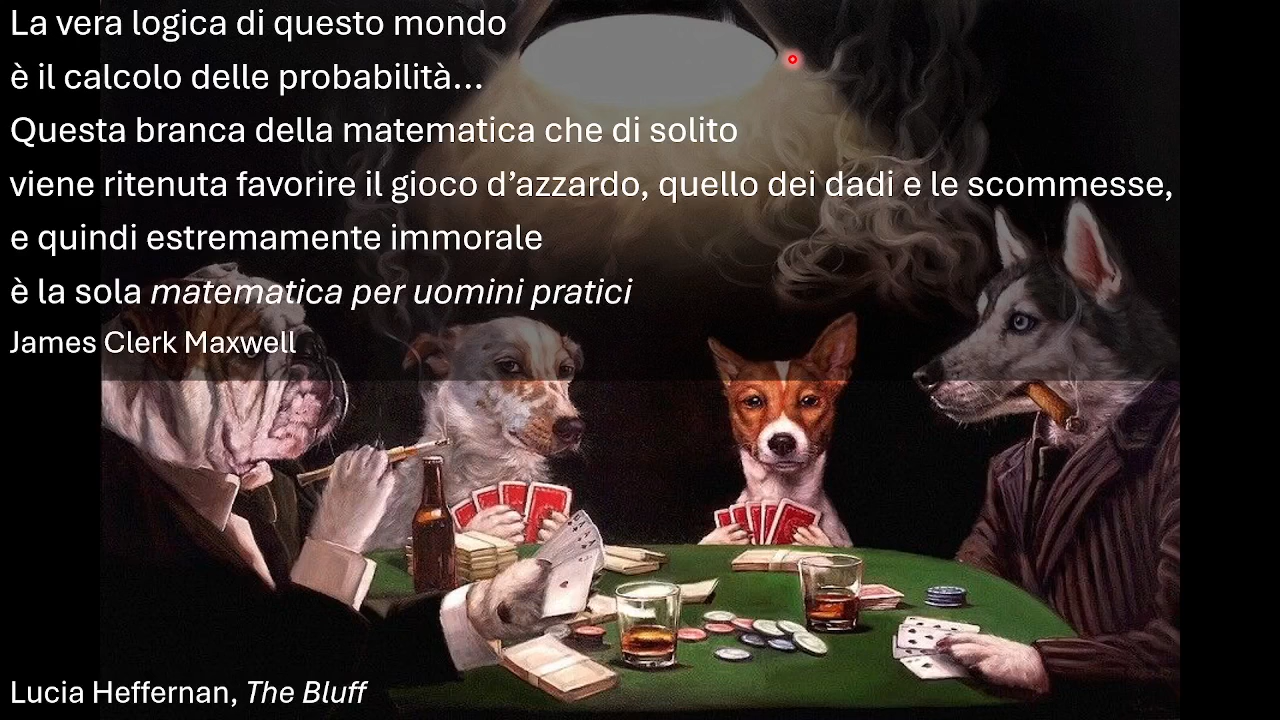 La vera logica di questo mondo
è il calcolo delle probabilità...
Questa branca della matematica che di solito
viene ritenuta favorire il gioco d’azzardo, quello dei dadi e le scommesse,
e quindi estremamente immorale
è la sola matematica per uomini pratici
James Clerk Maxwell
Lucia Heffernan, The Bluff